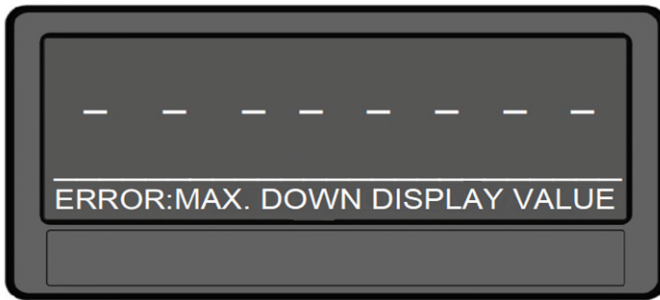 – – – – – – – –
ERROR:MAX. DOWN DISPLAY VALUE